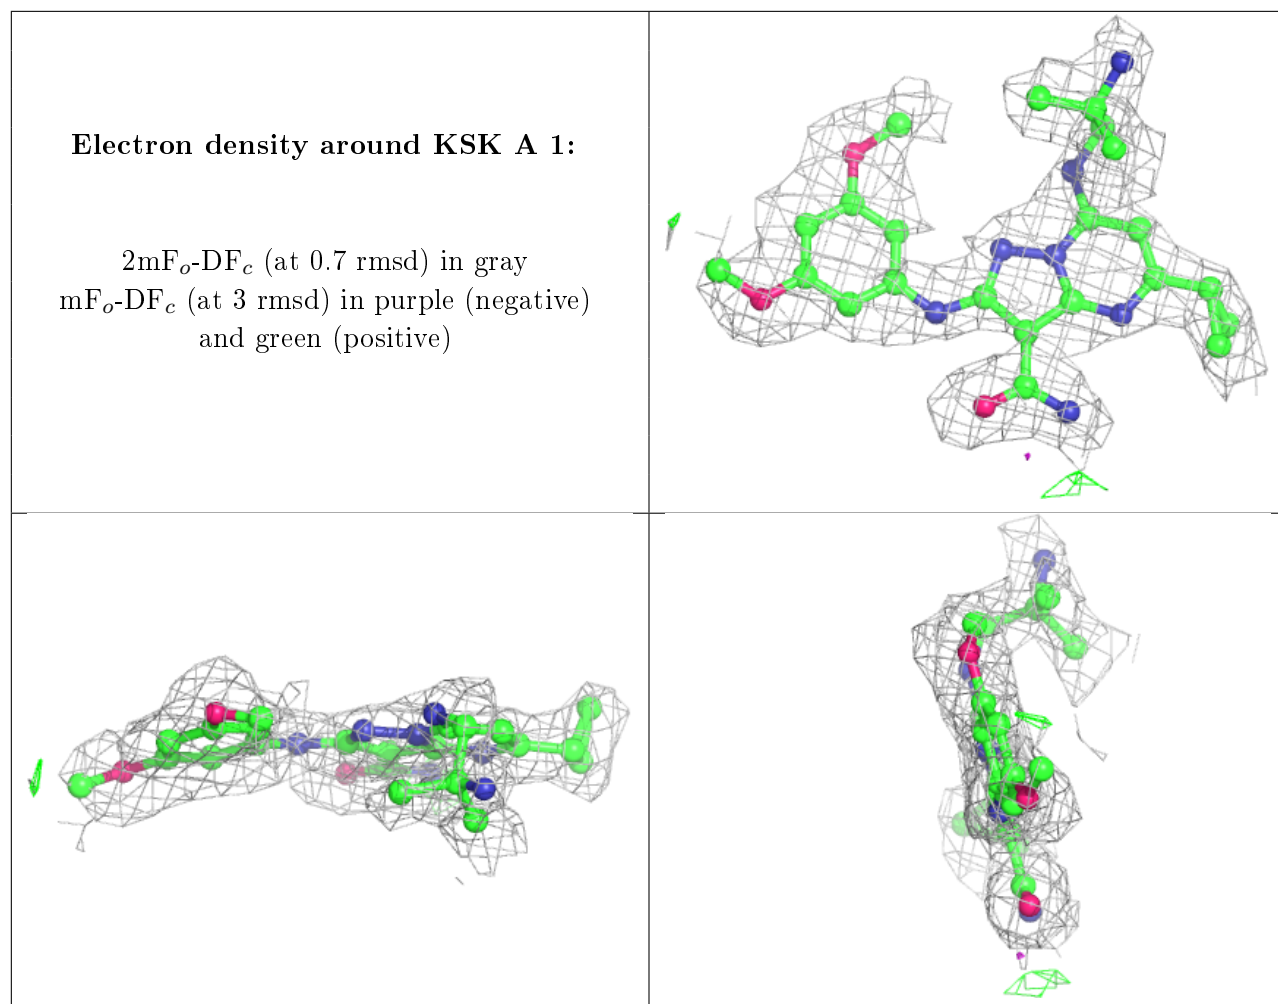 Electron density around KSK A 1:
2mFo-DFc (at 0.7 rmsd) in gray
mFo-DFc (at 3 rmsd) in purple (negative)
and green (positive)